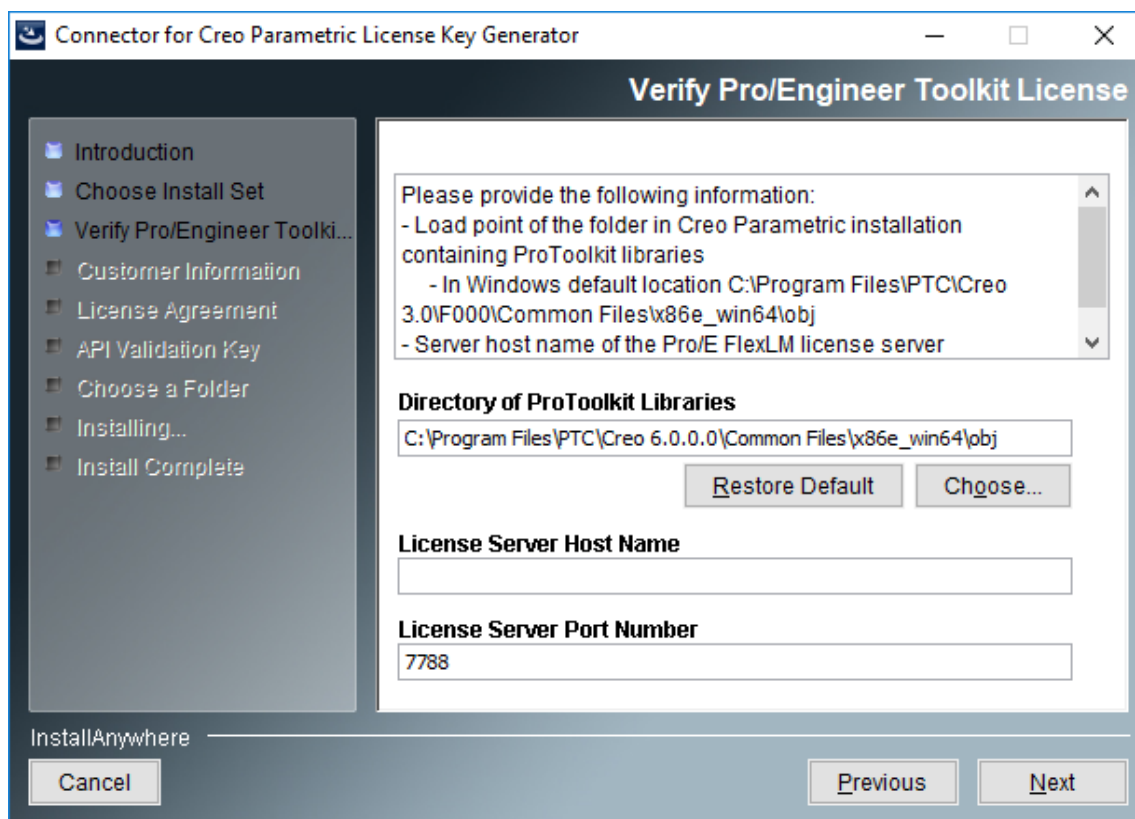 Connector for Creo Parametric License Key Generator
Verify Pro/Engineer Toolkit License
Introduction
Choose Install Set
Verify Pro/Engineer Toolki...
Customer Information
License Agreement
API Validation Key
Choose a Folder
Installing...
Install Complete
Please provide the following information:
- Load point of the folder in Creo Parametric installation
containing ProToolkit libraries
- In Windows default location C:\Program Files\PTC\Creo
3.0\F000\Common Files\x86e_win64\obj
- Server host name of the Pro/E FlexLM license server
Directory of ProToolkit Libraries
C:\Program Files\PTC\Creo 6.0.0.0\Common Files\x86e_win64\obj
Restore Default
Choose...
License Server Host Name
License Server Port Number
7788
InstallAnywhere
Cancel
Previous
Next